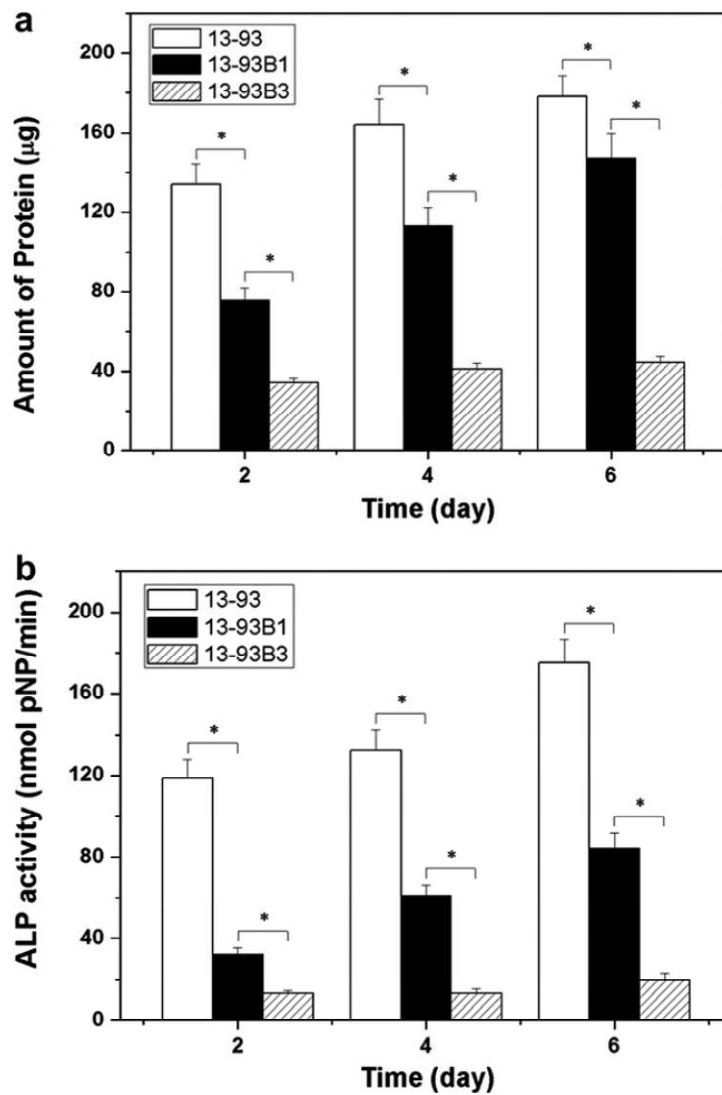 a
13-93
13-93B1
13-93B3
200
160
120
80
40
0
Amount of Protein (µg)
* * *
* * *
2 4 6
Time (day)
b
13-93
13-93B1
13-93B3
200
160
120
80
40
0
ALP activity (nmol pNP/min)
* * *
* * *
2 4 6
Time (day)